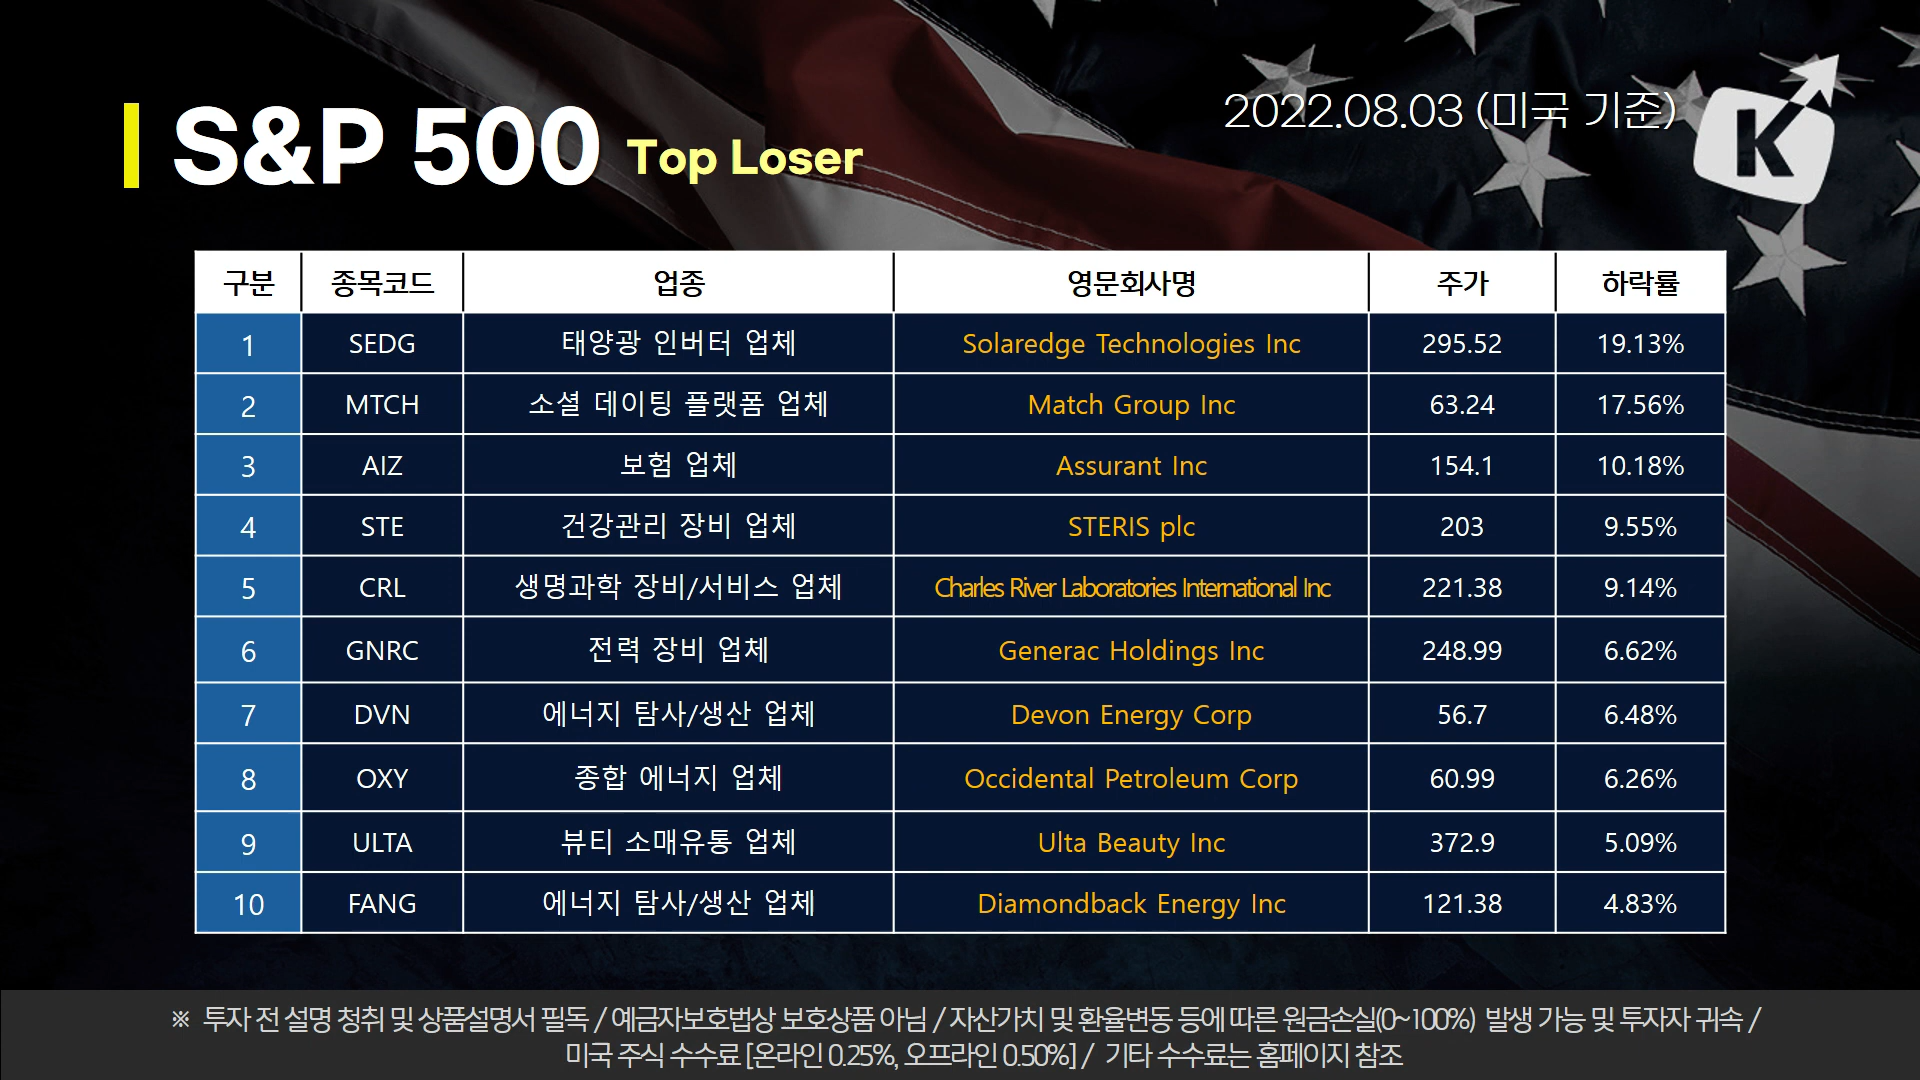 S&P 500 Top Loser
2022.08.03 (미국 기준)
K
구분 종목코드 업종 영문회사명 주가 하락률
1 SEDG 태양광 인버터 업체 Solaredge Technologies Inc 295.52 19.13%
2 MTCH 소셜 데이팅 플랫폼 업체 Match Group Inc 63.24 17.56%
3 AIZ 보험 업체 Assurant Inc 154.1 10.18%
4 STE 건강관리 장비 업체 STERIS plc 203 9.55%
5 CRL 생명과학 장비/서비스 업체 Charles River Laboratories International Inc 221.38 9.14%
6 GNRC 전력 장비 업체 Generac Holdings Inc 248.99 6.62%
7 DVN 에너지 탐사/생산 업체 Devon Energy Corp 56.7 6.48%
8 OXY 종합 에너지 업체 Occidental Petroleum Corp 60.99 6.26%
9 ULTA 뷰티 소매유통 업체 Ulta Beauty Inc 372.9 5.09%
10 FANG 에너지 탐사/생산 업체 Diamondback Energy Inc 121.38 4.83%
※ 투자 전 설명 청취 및 상품설명서 필독 / 예금자보호법상 보호상품 아님 / 자산가치 및 환율변동 등에 따른 원금손실(0~100%) 발생 가능 및 투자자 귀속 /
미국 주식 수수료 [온라인 0.25%, 오프라인 0.50%] / 기타 수수료는 홈페이지 참조